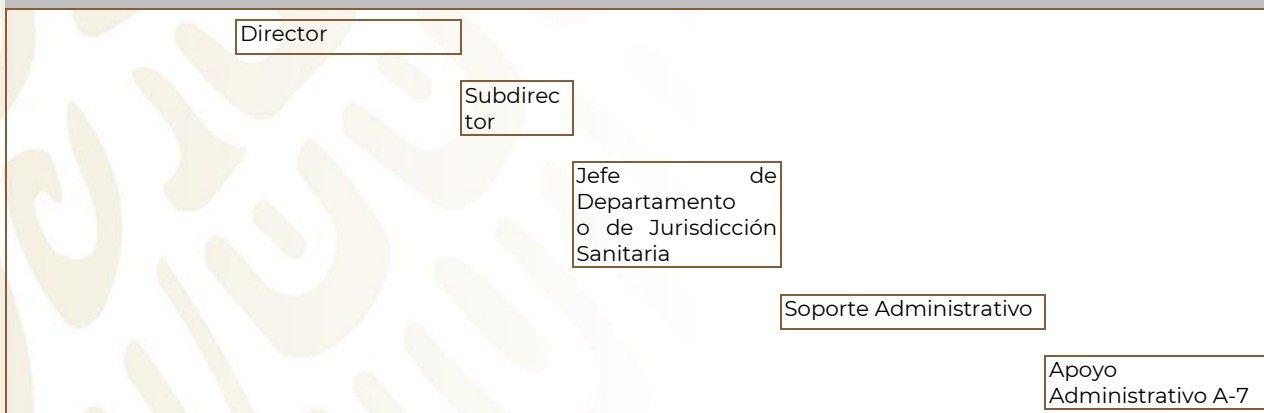 Director
Subdirec
tor
Jefe de
Departamento
o de Jurisdicción
Sanitaria
Soporte Administrativo
Apoyo
Administrativo A-7